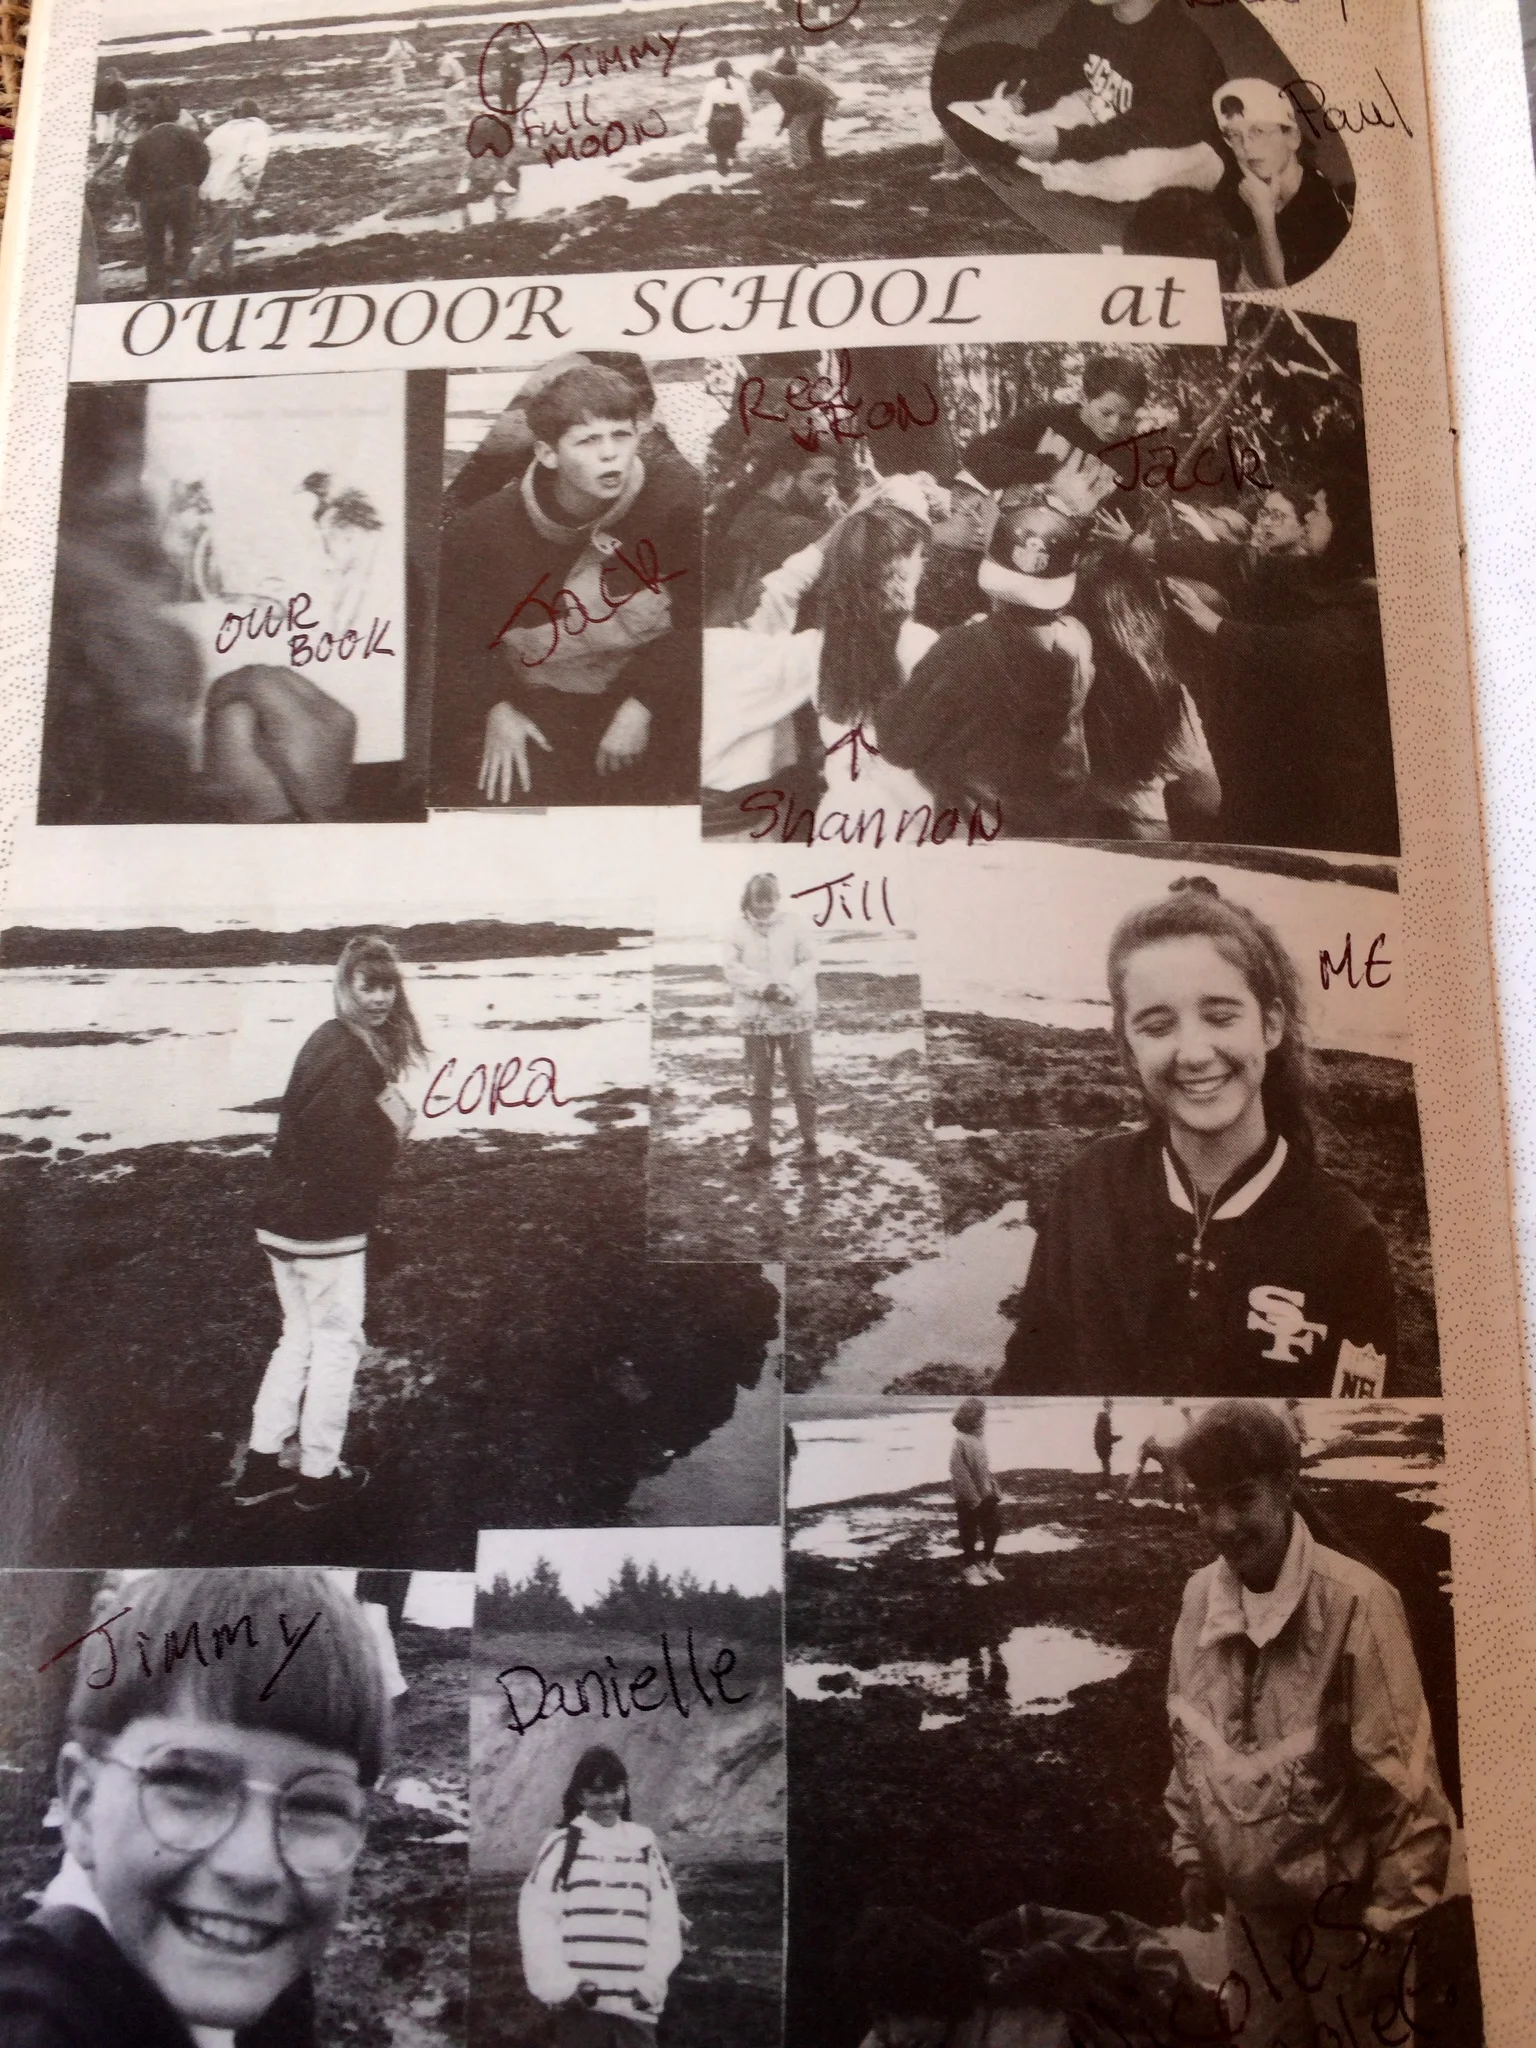 Jimmy
Full
MOON
Paul
OUTDOOR SCHOOL at
Red
IRON
Jack
OUR
BOOK
Jack
Shannon
Jill
ME
CORa
SF
NFL
Jimmy
Danielle